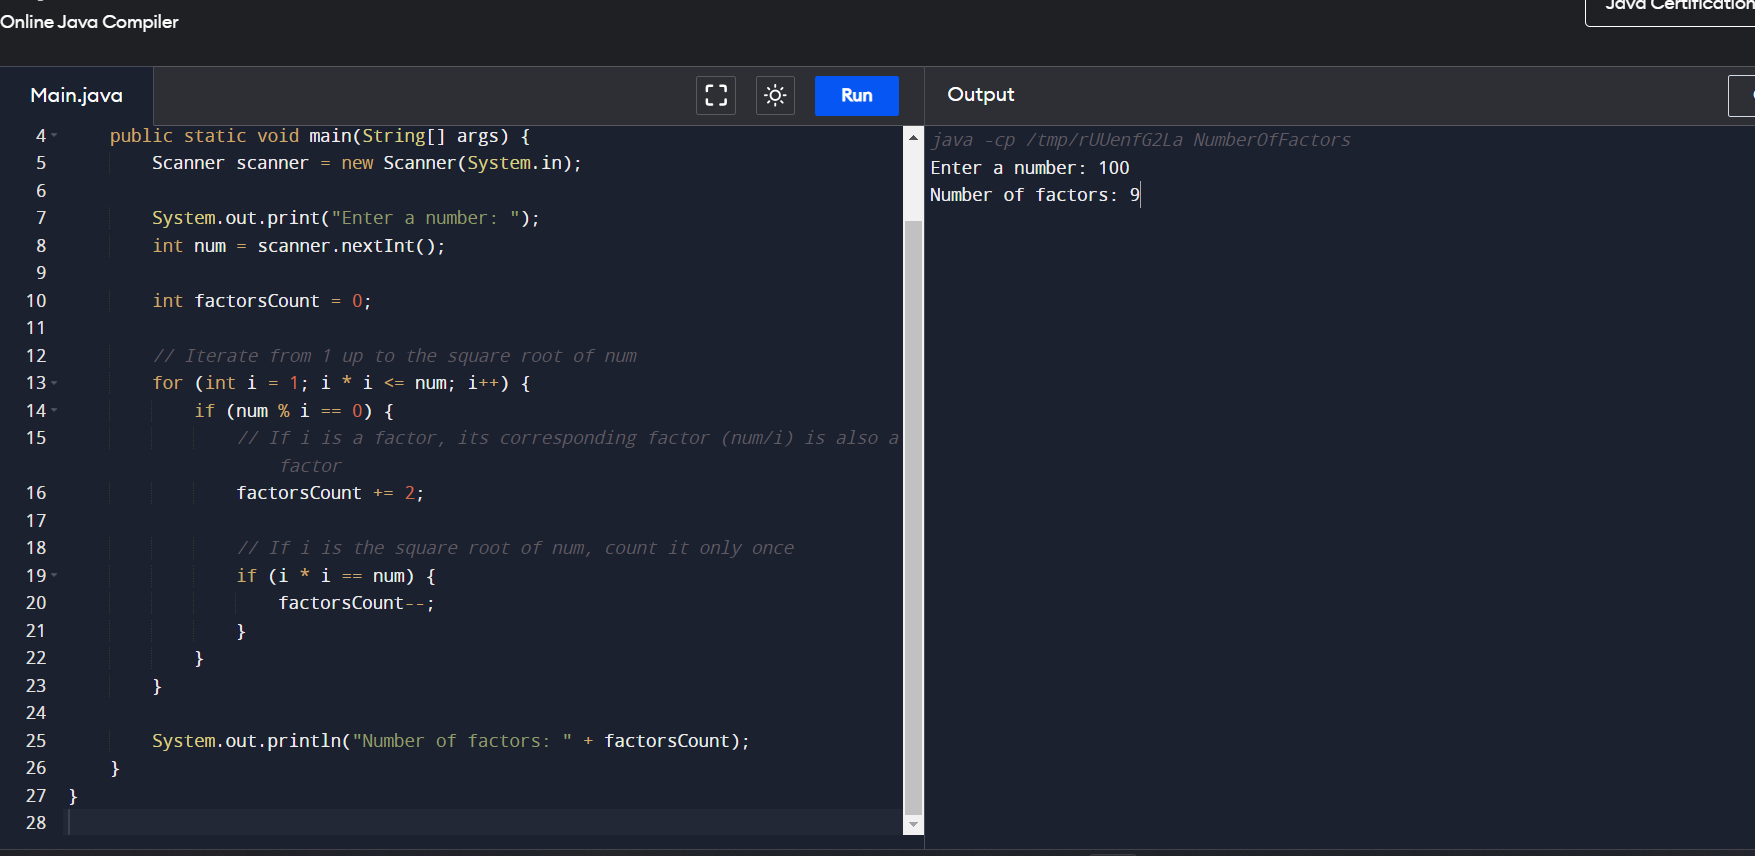 Online Java Compiler
Java Certification
Main.java
Run
Output
4 public static void main(String[] args) {
5 Scanner scanner = new Scanner(System.in);
6
7 System.out.print("Enter a number: ");
8 int num = scanner.nextInt();
9
10 int factorsCount = 0;
11
12 // Iterate from 1 up to the square root of num
13 for (int i = 1; i * i <= num; i++) {
14 if (num % i == 0) {
15 // If i is a factor, its corresponding factor (num/i) is also a
factor
16 factorsCount += 2;
17
18 // If i is the square root of num, count it only once
19 if (i * i == num) {
20 factorsCount--;
21 }
22 }
23 }
24
25 System.out.println("Number of factors: " + factorsCount);
26 }
27 }
28
java -cp /tmp/rUUenfG2La NumberOfFactors
Enter a number: 100
Number of factors: 9